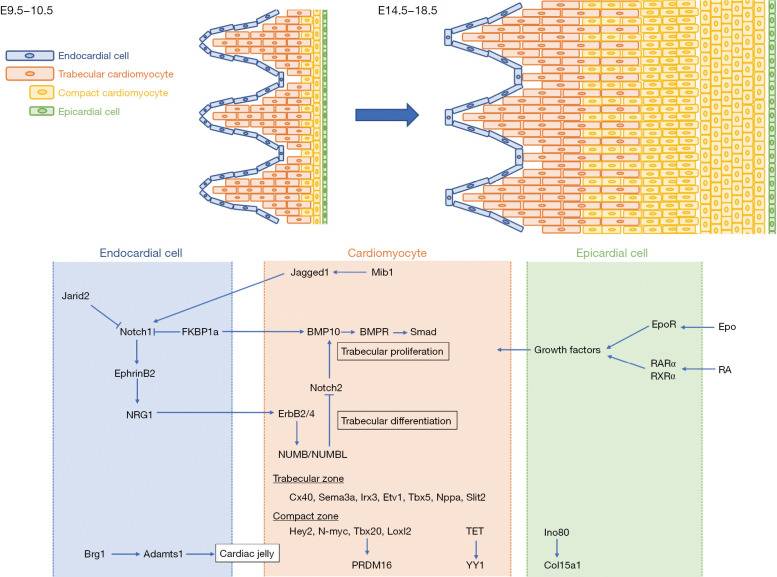 E9.5–10.5
E14.5–18.5
Endocardial cell
Trabecular cardiomyocyte
Compact cardiomyocyte
Epicardial cell
Endocardial cell
Cardiomyocyte
Epicardial cell
Jagged1
Mib1
Jarid2
Notch1
FKBP1a
BMP10
BMPR
Smad
EpoR
Epo
Trabecular proliferation
Growth factors
RARα
RXRα
RA
EphrinB2
Notch2
NRG1
ErbB2/4
Trabecular differentiation
NUMB/NUMBL
Trabecular zone
Cx40, Sema3a, Irx3, Etv1, Tbx5, Nppa, Slit2
Compact zone
Hey2, N-myc, Tbx20, Loxl2
TET
Ino80
Brg1
Adamts1
Cardiac jelly
PRDM16
YY1
Col15a1